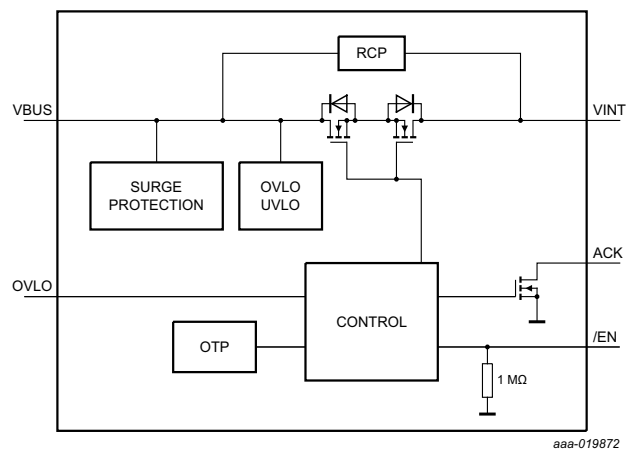 RCP
VBUS
VINT
SURGE
PROTECTION
OVLO
UVLO
ACK
OVLO
CONTROL
OTP
/EN
1 MΩ
aaa-019872